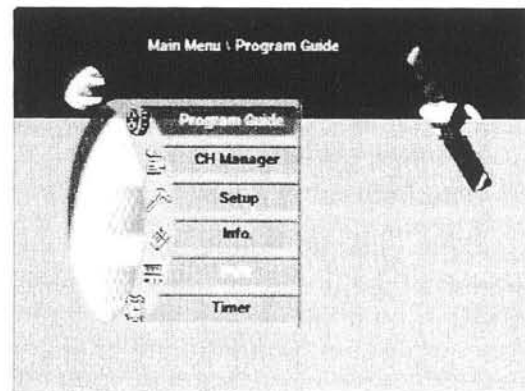 Main Menu \ Program Guide
Program Guide
CH Manager
Setup
Info.
Timer